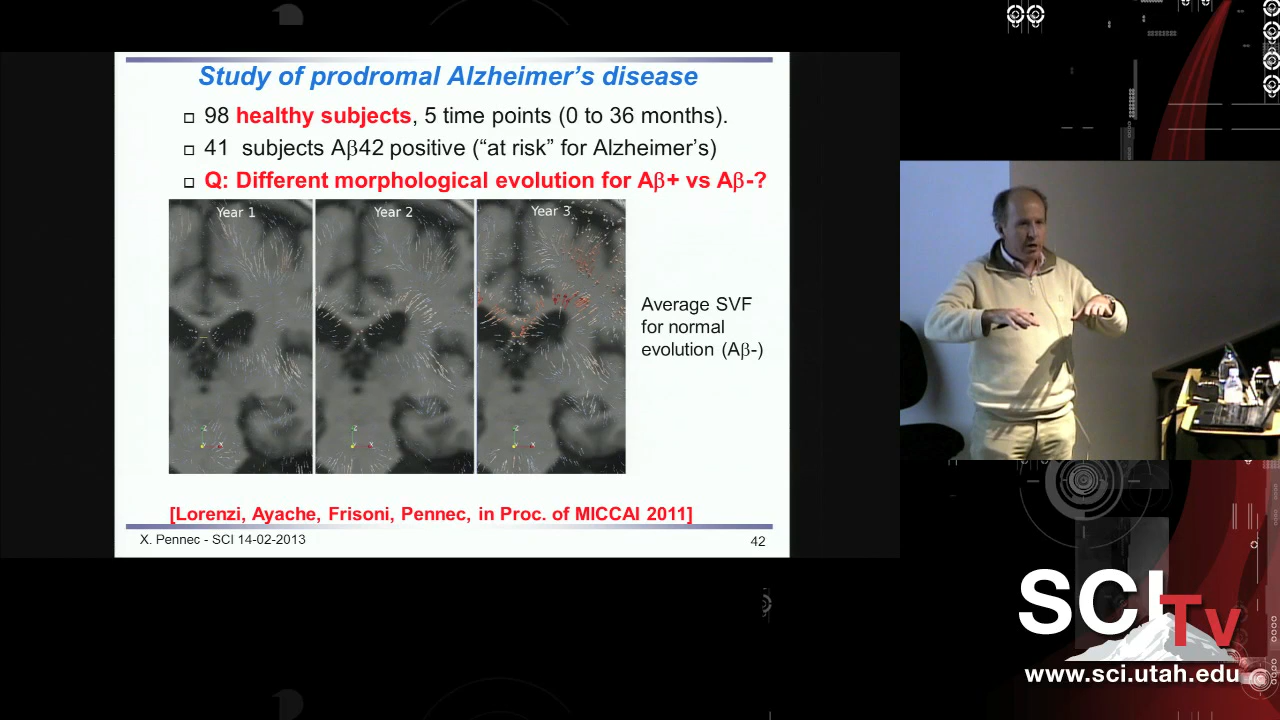 Study of prodromal Alzheimer’s disease
98 healthy subjects, 5 time points (0 to 36 months).
41 subjects Aβ42 positive (“at risk” for Alzheimer’s)
Q: Different morphological evolution for Aβ+ vs Aβ-?
Year 1
Year 2
Year 3
Average SVF
for normal
evolution (Aβ-)
[Lorenzi, Ayache, Frisoni, Pennec, in Proc. of MICCAI 2011]
X. Pennec - SCI 14-02-2013
42
SCI
TV
www.sci.utah.edu